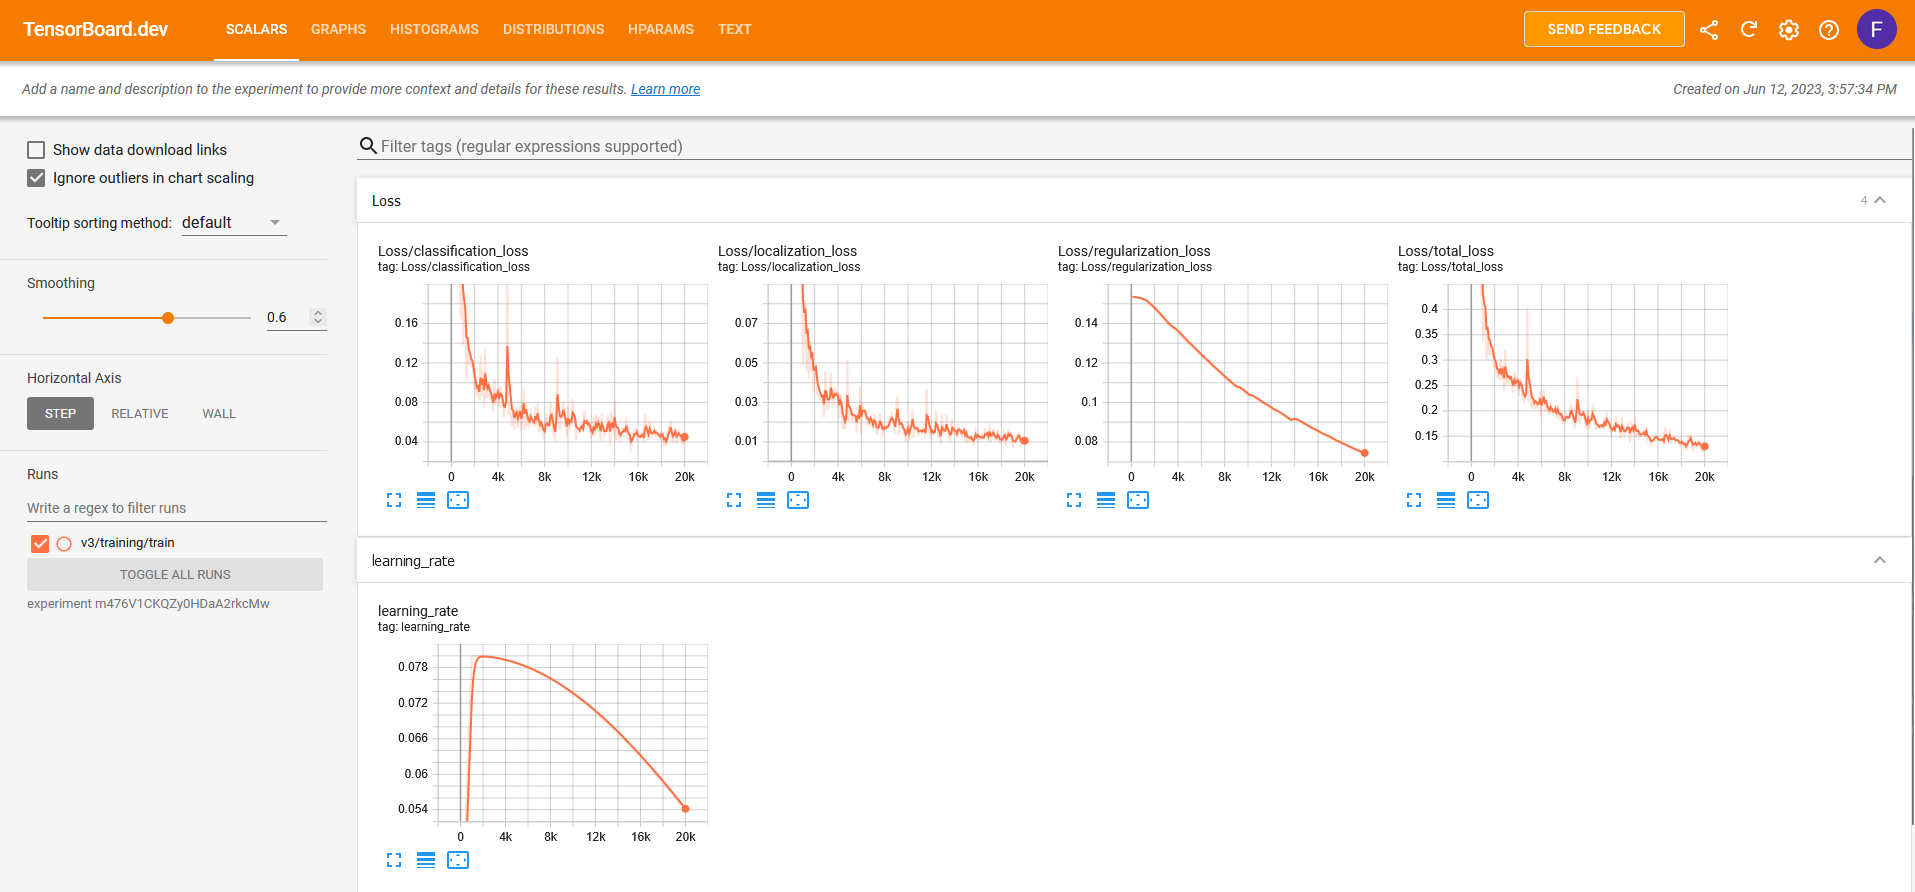 TensorBoard.dev SCALARS GRAPHS HISTOGRAMS DISTRIBUTIONS HPARAMS TEXT SEND FEEDBACK F
Add a name and description to the experiment to provide more context and details for these results. Learn more Created on Jun 12, 2023, 3:57:34 PM
Show data download links
Ignore outliers in chart scaling
Tooltip sorting method: default
Smoothing
0.6
Horizontal Axis
STEP RELATIVE WALL
Runs
Write a regex to filter runs
v3/training/train
TOGGLE ALL RUNS
experiment m476V1CKQZy0HDaA2rkcMw
Filter tags (regular expressions supported)
Loss 4
Loss/classification_loss
tag: Loss/classification_loss
0.16
0.12
0.08
0.04
0 4k 8k 12k 16k 20k
Loss/localization_loss
tag: Loss/localization_loss
0.07
0.05
0.03
0.01
0 4k 8k 12k 16k 20k
Loss/regularization_loss
tag: Loss/regularization_loss
0.14
0.12
0.1
0.08
0 4k 8k 12k 16k 20k
Loss/total_loss
tag: Loss/total_loss
0.4
0.35
0.3
0.25
0.2
0.15
0 4k 8k 12k 16k 20k
learning_rate
learning_rate
tag: learning_rate
0.078
0.072
0.066
0.06
0.054
0 4k 8k 12k 16k 20k